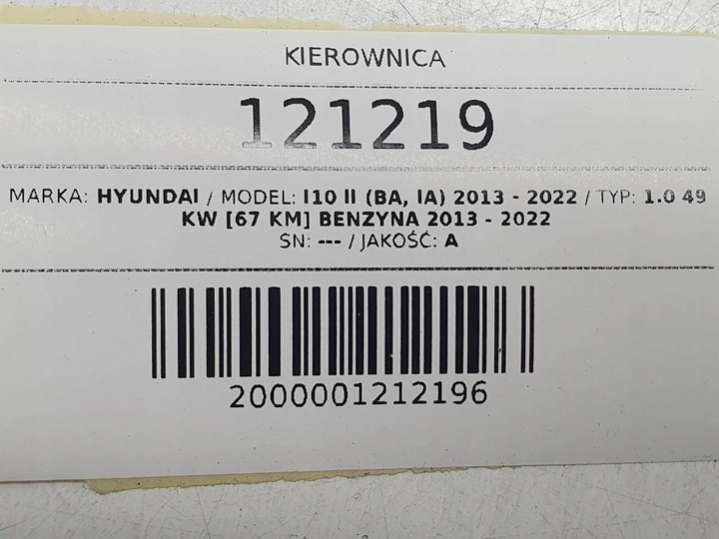 KIEROWNICA
121219
MARKA: HYUNDAI / MODEL: I10 II (BA, IA) 2013 - 2022 / TYP: 1.0 49
KW [67 KM] BENZYNA 2013 - 2022
SN: --- / JAKOŚĆ: A
2000001212196